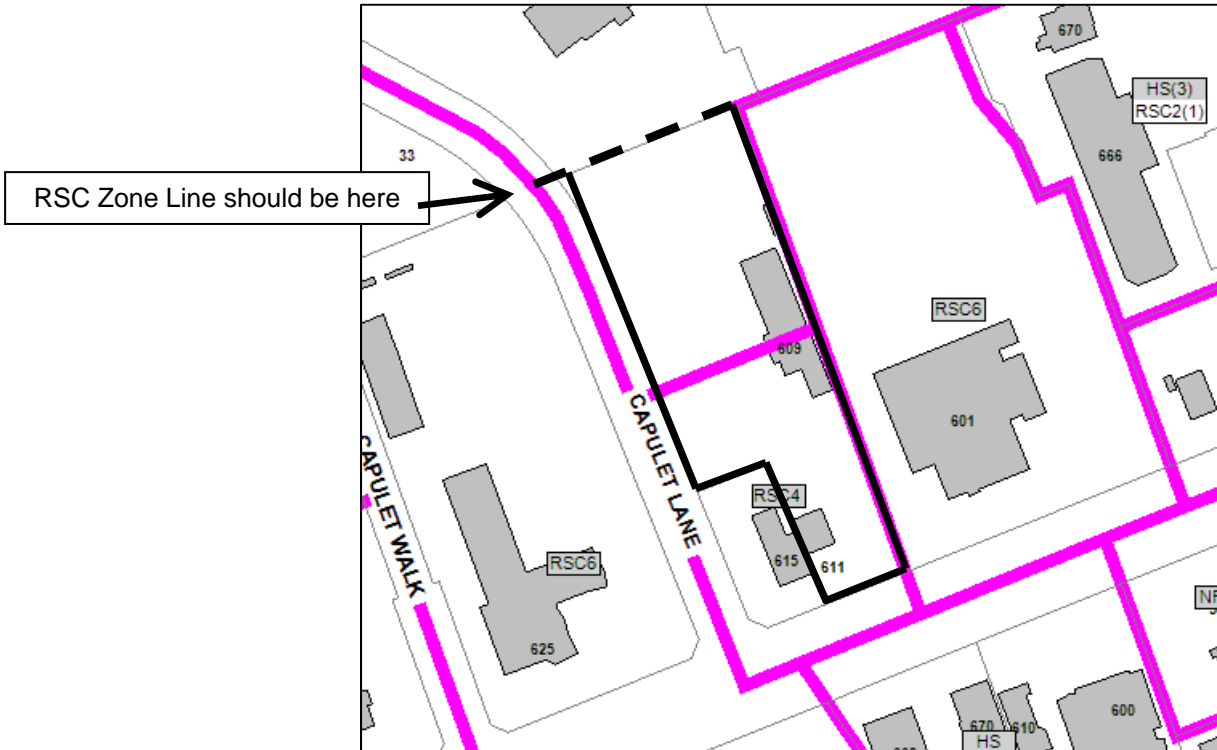 670
HS(3)
RSC2(1)
33
666
RSC Zone Line should be here
RSC6
609
601
CAPULET LANE
CAPULET WALK
RSC4
615
611
RSC6
625
600
670
610
HS